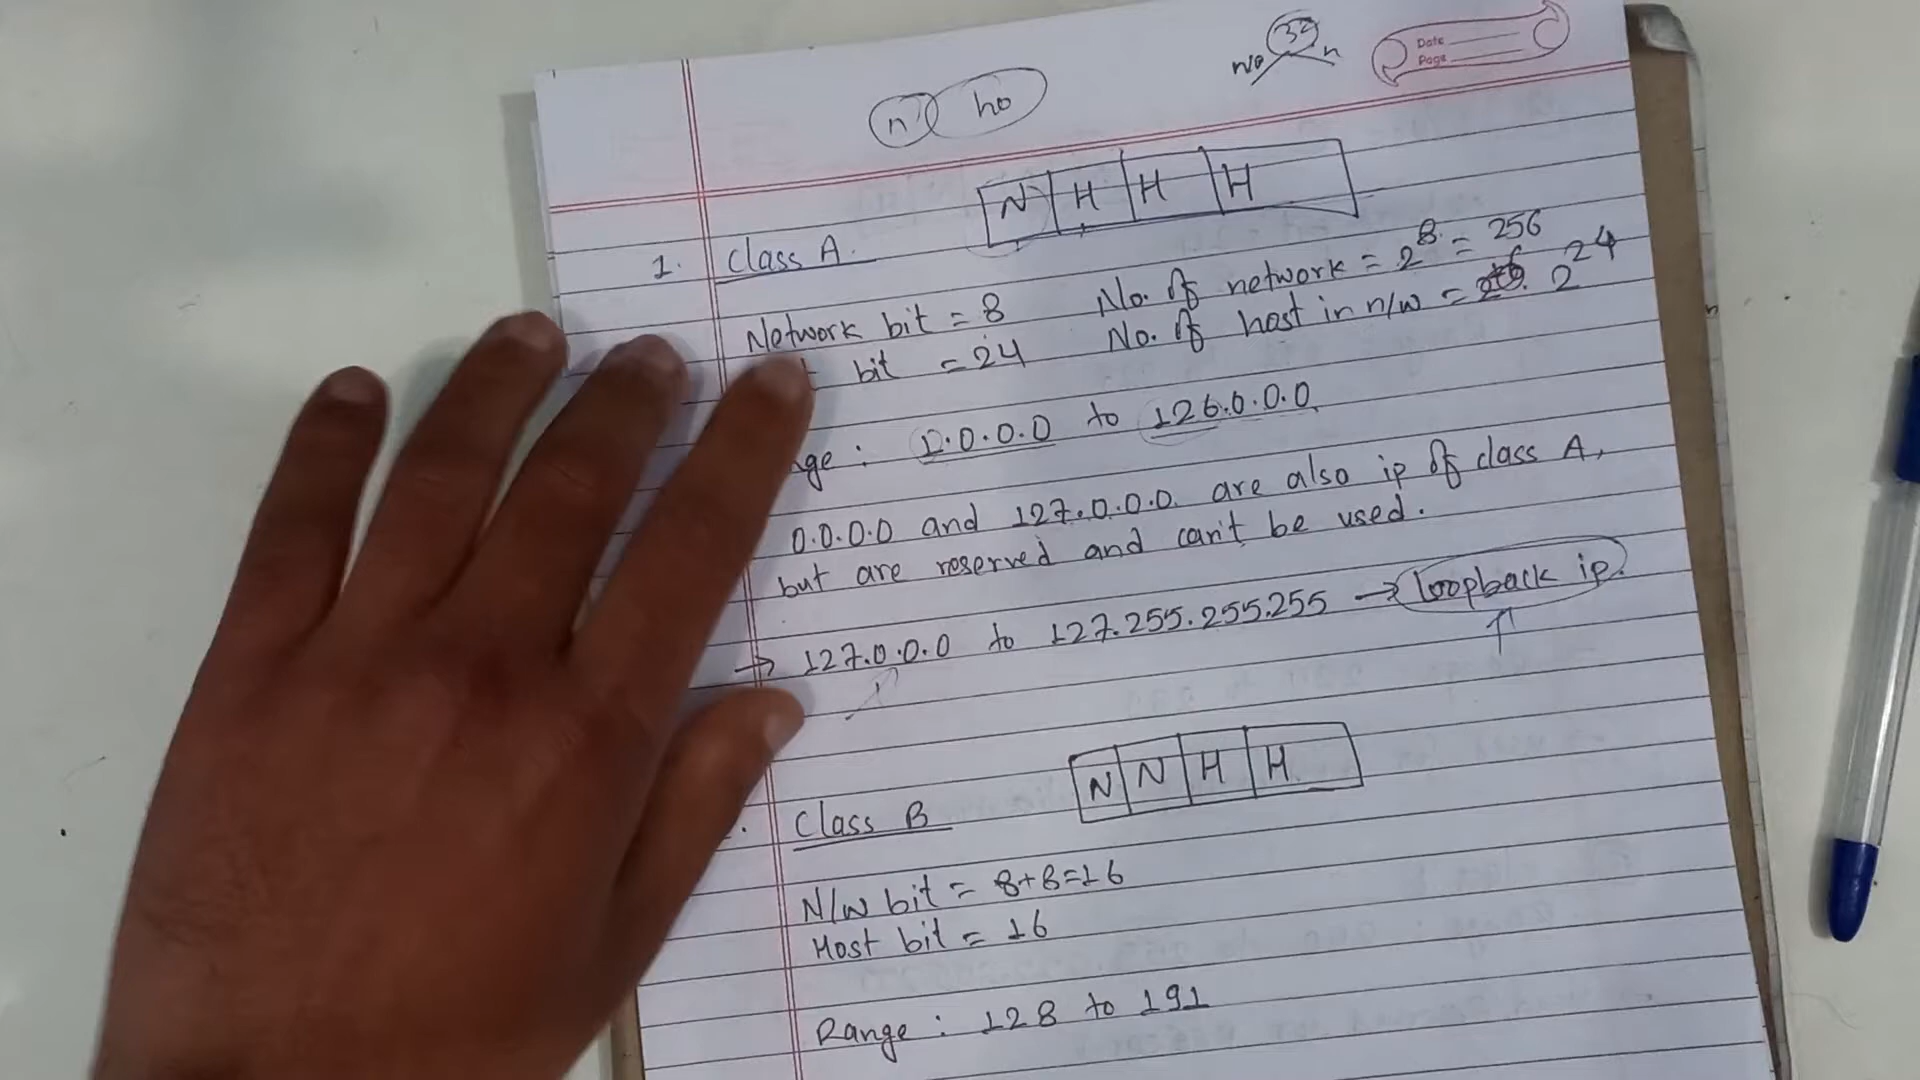 32
n/o n
Date
Page
n ho
N H H H
1. Class A.
Network bit = 8 No. of network = 2^8 = 256
bit = 24 No. of host in n/w = 2^24
: 1.0.0.0 to 126.0.0.0
0.0.0.0 and 127.0.0.0 are also ip of class A,
but are reserved and can't be used.
→ 127.0.0.0 to 127.255.255.255 → loopback ip.
N N H H
Class B
N/W bit = 8+8=16
Host bit = 16
Range : 128 to 191